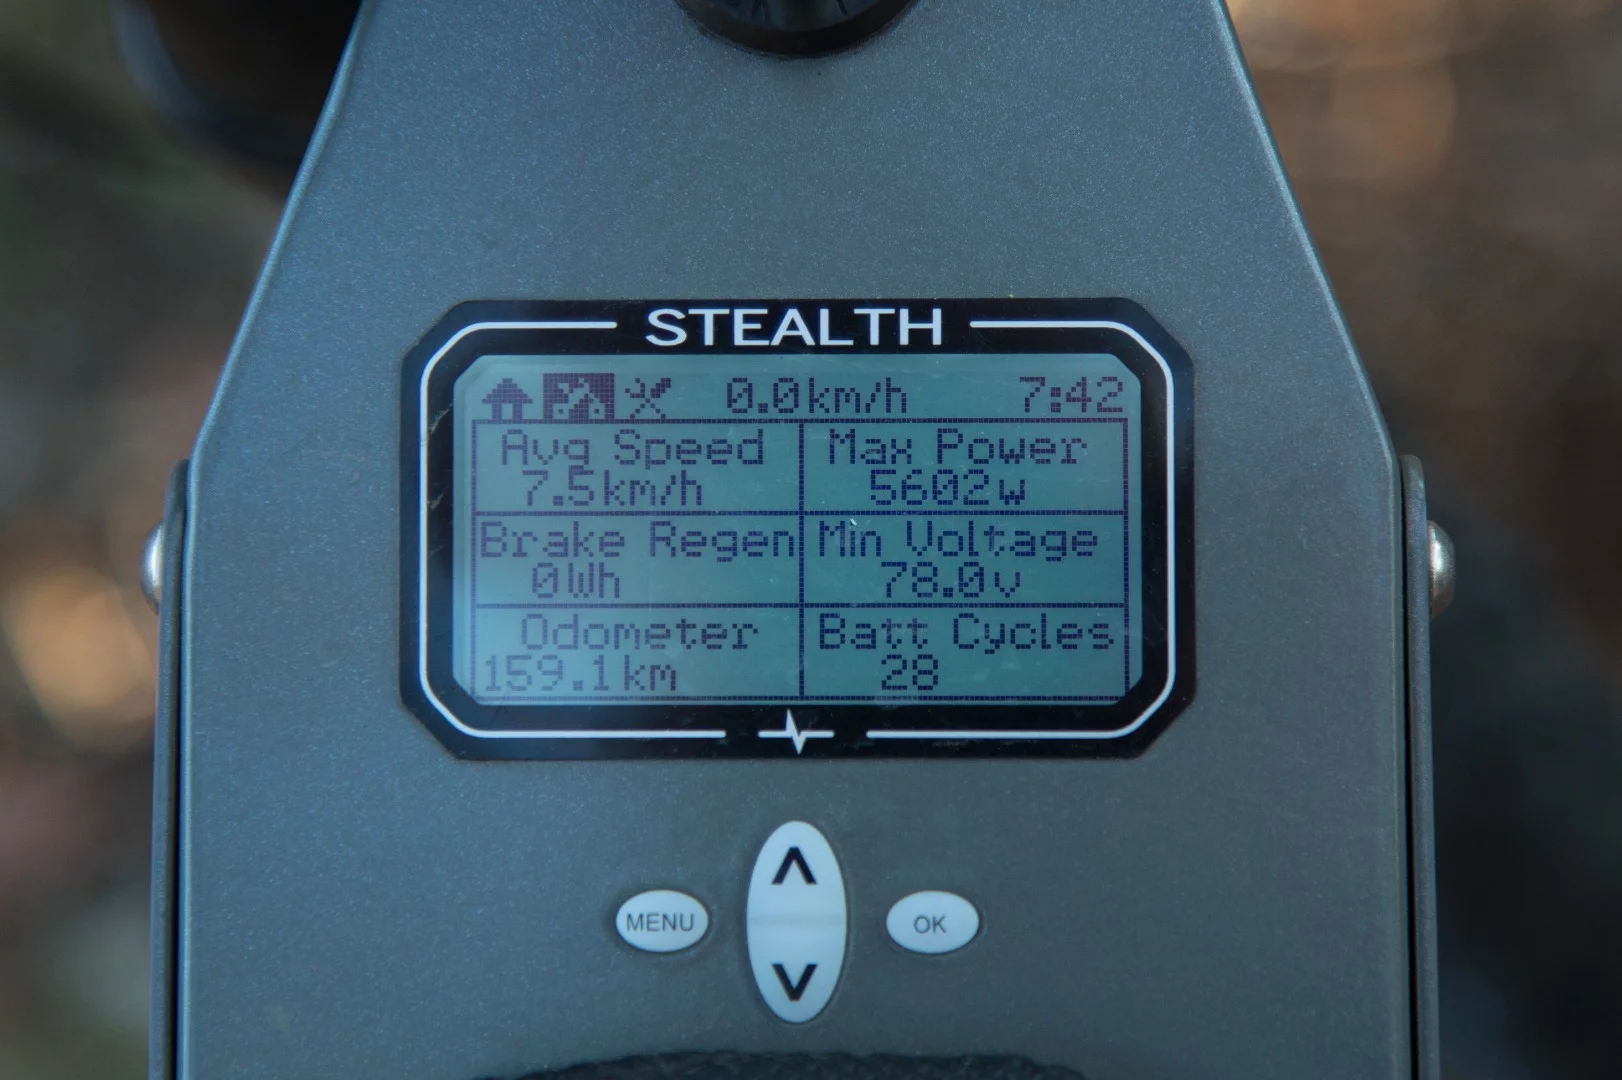 STEALTH
0.0km/h 7:42
Avg Speed Max Power
7.5km/h 5602w
Brake Regen Min Voltage
0Wh 78.0v
Odometer Batt Cycles
159.1km 28
MENU OK